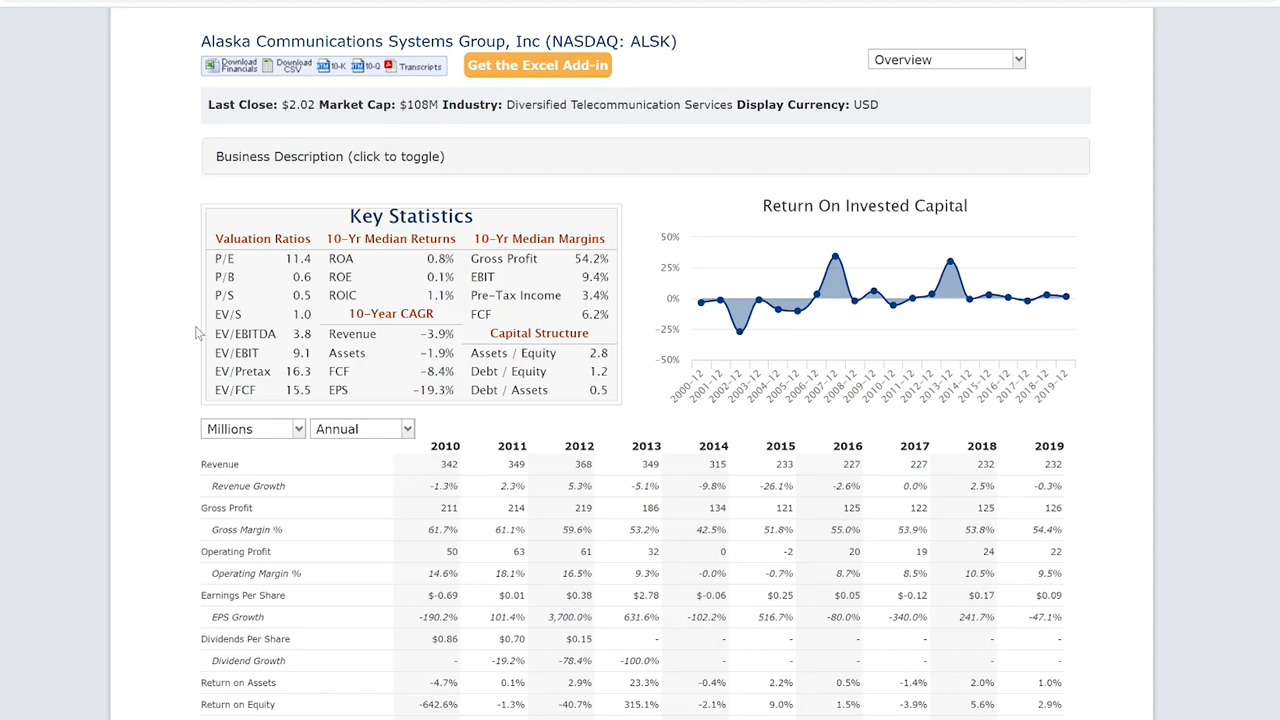 Alaska Communications Systems Group, Inc (NASDAQ: ALSK)
Download Financials Download CSV 10-K 10-Q Transcripts
Get the Excel Add-in
Overview
Last Close: $2.02 Market Cap: $108M Industry: Diversified Telecommunication Services Display Currency: USD
Business Description (click to toggle)
Key Statistics
Valuation Ratios 10-Yr Median Returns 10-Yr Median Margins
P/E 11.4 ROA 0.8% Gross Profit 54.2%
P/B 0.6 ROE 0.1% EBIT 9.4%
P/S 0.5 ROIC 1.1% Pre-Tax Income 3.4%
EV/S 1.0 10-Year CAGR FCF 6.2%
EV/EBITDA 3.8 Revenue -3.9% Capital Structure
EV/EBIT 9.1 Assets -1.9% Assets / Equity 2.8
EV/Pretax 16.3 FCF -8.4% Debt / Equity 1.2
EV/FCF 15.5 EPS -19.3% Debt / Assets 0.5
Return On Invested Capital
50%
25%
0%
-25%
-50%
2000-12 2001-12 2002-12 2003-12 2004-12 2005-12 2006-12 2007-12 2008-12 2009-12 2010-12 2011-12 2012-12 2013-12 2014-12 2015-12 2016-12 2017-12 2018-12 2019-12
Millions Annual
2010 2011 2012 2013 2014 2015 2016 2017 2018 2019
Revenue 342 349 368 349 315 233 227 227 232 232
Revenue Growth -1.3% 2.3% 5.3% -5.1% -9.8% -26.1% -2.6% 0.0% 2.5% -0.3%
Gross Profit 211 214 219 186 134 121 125 122 125 126
Gross Margin % 61.7% 61.1% 59.6% 53.2% 42.5% 51.8% 55.0% 53.9% 53.8% 54.4%
Operating Profit 50 63 61 32 0 -2 20 19 24 22
Operating Margin % 14.6% 18.1% 16.5% 9.3% -0.0% -0.7% 8.7% 8.5% 10.5% 9.5%
Earnings Per Share $-0.69 $0.01 $0.38 $2.78 $-0.06 $0.25 $0.05 $-0.12 $0.17 $0.09
EPS Growth -190.2% 101.4% 3,700.0% 631.6% -102.2% 516.7% -80.0% -340.0% 241.7% -47.1%
Dividends Per Share $0.86 $0.70 $0.15 - - - - - - -
Dividend Growth - -19.2% -78.4% -100.0% - - - - - -
Return on Assets -4.7% 0.1% 2.9% 23.3% -0.4% 2.2% 0.5% -1.4% 2.0% 1.0%
Return on Equity -642.6% -1.3% -40.7% 315.1% -2.1% 9.0% 1.5% -3.9% 5.6% 2.9%